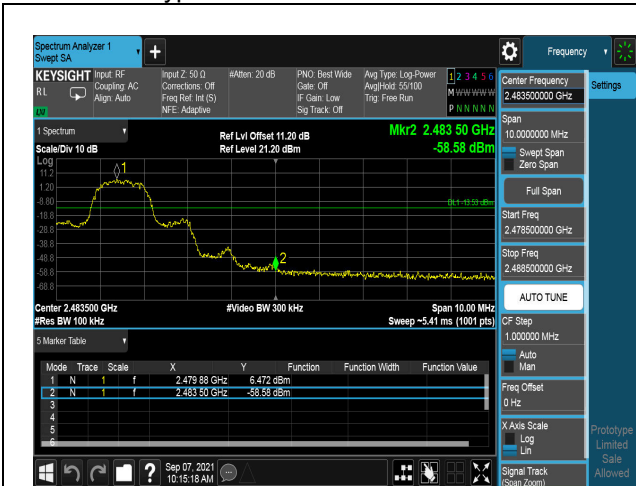 Spectrum Analyzer 1
Swept SA
+
Frequency
KEYSIGHT
RL
Input: RF
Coupling: AC
Align: Auto
Input Z: 50 Ω
Corrections: Off
Freq Ref: Int (S)
NFE: Adaptive
#Atten: 20 dB
PNO: Best Wide
Gate: Off
IF Gain: Low
Sig Track: Off
Avg Type: Log-Power
Avg|Hold: 55/100
Trig: Free Run
1 2 3 4 5 6
M W W W W W
P N N N N N
1 Spectrum
Scale/Div 10 dB
Log
Ref Lvl Offset 11.20 dB
Ref Level 21.20 dBm
Mkr2 2.483 50 GHz
-58.58 dBm
11.2
1.20
-8.80
-18.8
-28.8
-38.8
-48.8
-58.8
-68.8
1
2
DL1 -13.53 dBm
Center 2.483500 GHz
#Res BW 100 kHz
#Video BW 300 kHz
Span 10.00 MHz
Sweep ~5.41 ms (1001 pts)
5 Marker Table
Mode Trace Scale X Y Function Function Width Function Value
1 N 1 f 2.479 88 GHz 6.472 dBm
2 N 1 f 2.483 50 GHz -58.58 dBm
3
4
5
6
?
Sep 07, 2021
10:15:18 AM
Center Frequency
2.483500000 GHz
Settings
Span
10.0000000 MHz
Swept Span
Zero Span
Full Span
Start Freq
2.478500000 GHz
Stop Freq
2.488500000 GHz
AUTO TUNE
CF Step
1.000000 MHz
Auto
Man
Freq Offset
0 Hz
X Axis Scale
Log
Lin
Signal Track
(Span Zoom)
Prototype
Limited
Sale
Allowed